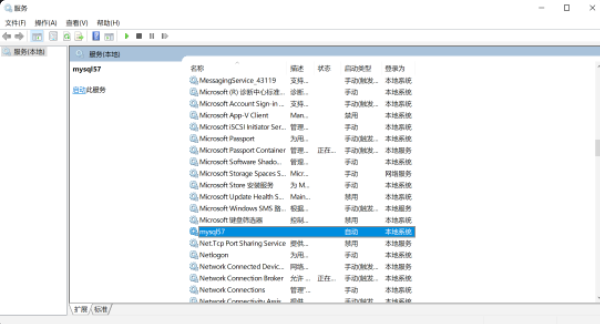 服务
文件(F) 操作(A) 查看(V) 帮助(H)
服务(本地)
服务(本地)
mysql57
启动此服务
名称 描述 状态 启动类型 登录为
MessagingService_43119 支持... 手动(触发... 本地系统
Microsoft (R) 诊断中心标准... 诊断... 手动 本地系统
Microsoft Account Sign-in ... 支持... 手动(触发... 本地系统
Microsoft App-V Client Man... 禁用 本地系统
Microsoft iSCSI Initiator Ser... 管理... 手动 本地系统
Microsoft Passport 为用... 手动(触发... 本地系统
Microsoft Passport Container 管理... 正在... 手动(触发... 本地服务
Microsoft Software Shado... 管理... 手动 本地系统
Microsoft Storage Spaces S... Micr... 手动 网络服务
Microsoft Store 安装服务 为 M... 手动 本地系统
Microsoft Update Health S... Main... 禁用 本地系统
Microsoft Windows SMS 路... 根据... 手动(触发... 本地服务
Microsoft 键盘筛选器 控制... 禁用 本地系统
mysql57 自动 本地系统
Net.Tcp Port Sharing Service 提供... 禁用 本地服务
Netlogon 为用... 手动 本地系统
Network Connected Devic... 网络... 手动(触发... 本地服务
Network Connection Broker 允许... 正在... 手动(触发... 本地系统
Network Connections 管理"... 手动 本地系统
Network Connectivity Assis... 提供... 手动(触发... 本地系统
扩展 标准